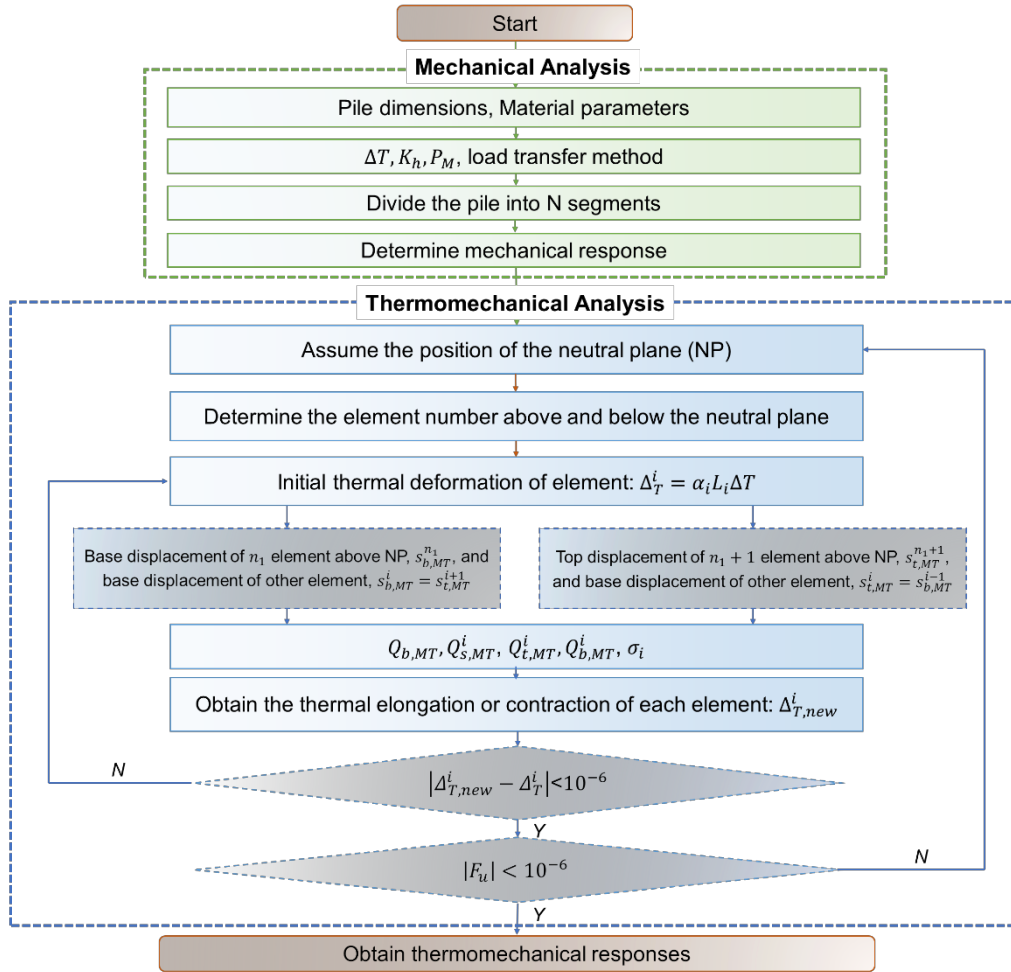 Start
Mechanical Analysis
Pile dimensions, Material parameters
ΔT, K_h, P_M, load transfer method
Divide the pile into N segments
Determine mechanical response
Thermomechanical Analysis
Assume the position of the neutral plane (NP)
Determine the element number above and below the neutral plane
Initial thermal deformation of element: Δ_T^i = α_i L_i ΔT
Base displacement of n_1 element above NP, s_{b,MT}^{n_1}, and
base displacement of other element, s_{b,MT}^i = s_{t,MT}^{i+1}
Top displacement of n_1 + 1 element above NP, s_{t,MT}^{n_1+1},
and base displacement of other element, s_{t,MT}^i = s_{b,MT}^{i-1}
Q_{b,MT}, Q_{s,MT}^i, Q_{t,MT}^i, Q_{b,MT}^i, σ_i
Obtain the thermal elongation or contraction of each element: Δ_{T,new}^i
N
|Δ_{T,new}^i − Δ_T^i| <10^{−6}
Y
|F_u| < 10^{−6}
N
Y
Obtain thermomechanical responses